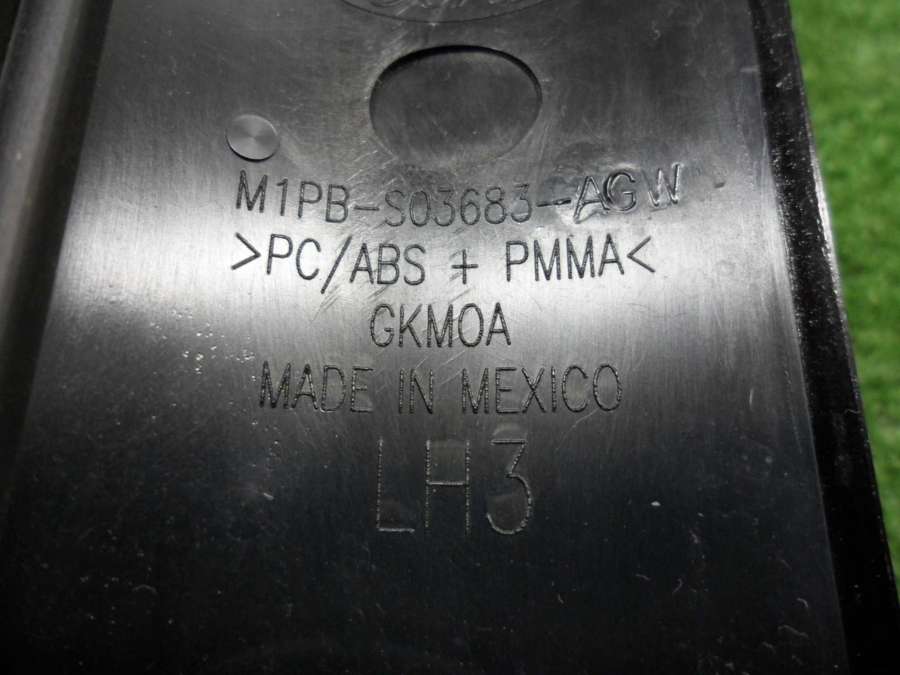 M1PB-S03683-AGW
>PC/ABS + PMMA<
GKMOA
MADE IN MEXICO
LH3